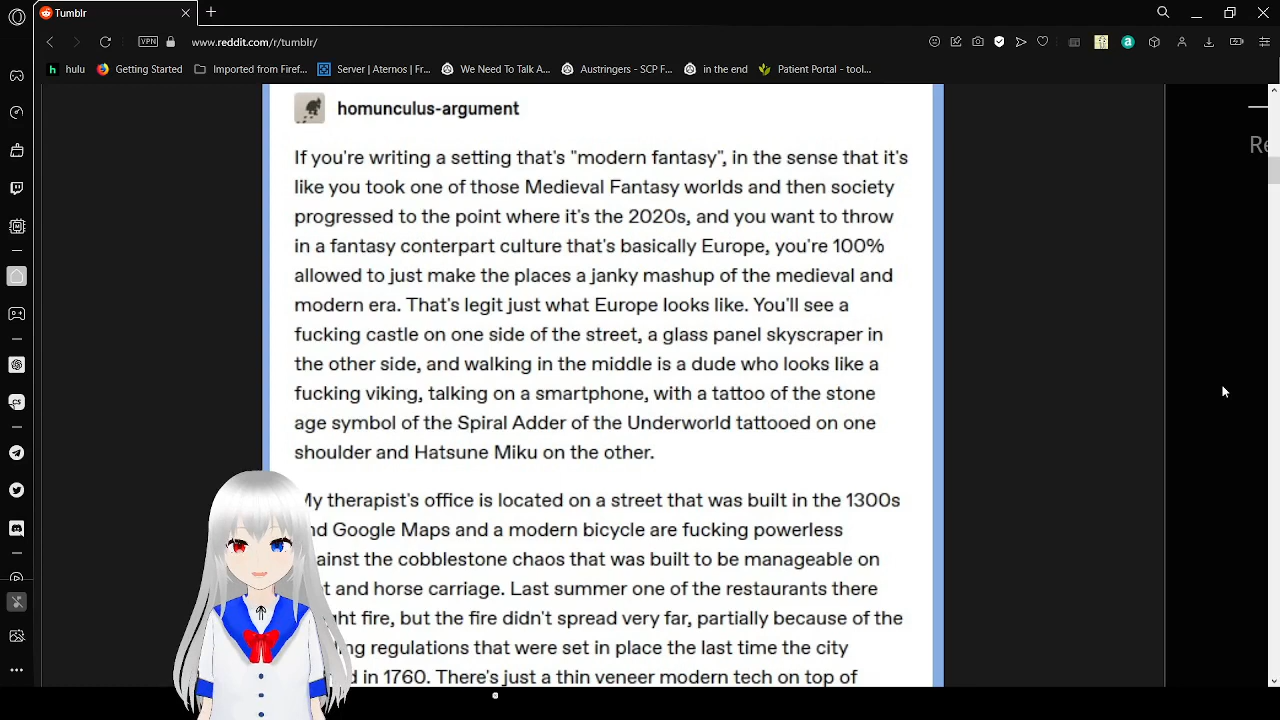 Tumblr
VPN
www.reddit.com/r/tumblr/
hulu
Getting Started
Imported from Firef...
Server | Aternos | Fr...
We Need To Talk A...
Austringers - SCP F...
in the end
Patient Portal - tool...
homunculus-argument
If you're writing a setting that's "modern fantasy", in the sense that it's
like you took one of those Medieval Fantasy worlds and then society
progressed to the point where it's the 2020s, and you want to throw
in a fantasy conterpart culture that's basically Europe, you're 100%
allowed to just make the places a janky mashup of the medieval and
modern era. That's legit just what Europe looks like. You'll see a
fucking castle on one side of the street, a glass panel skyscraper in
the other side, and walking in the middle is a dude who looks like a
fucking viking, talking on a smartphone, with a tattoo of the stone
age symbol of the Spiral Adder of the Underworld tattooed on one
shoulder and Hatsune Miku on the other.
My therapist's office is located on a street that was built in the 1300s
Google Maps and a modern bicycle are fucking powerless
the cobblestone chaos that was built to be manageable on
and horse carriage. Last summer one of the restaurants there
fire, but the fire didn't spread very far, partially because of the
regulations that were set in place the last time the city
in 1760. There's just a thin veneer modern tech on top of